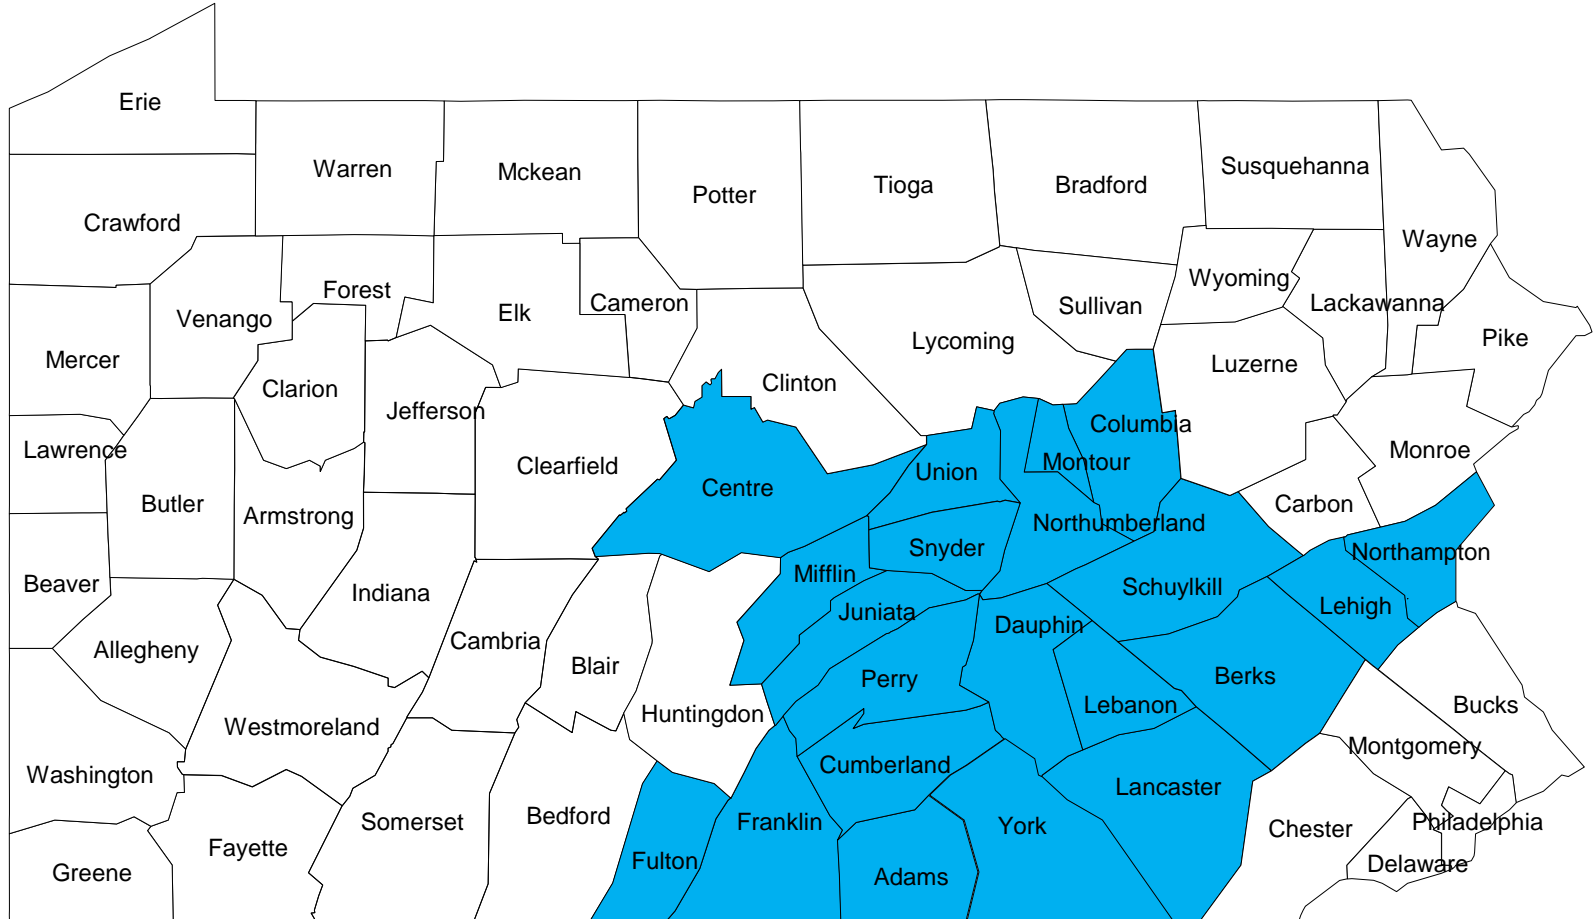 Erie
Warren
Mckean
Potter
Tioga
Bradford
Susquehanna
Wayne
Crawford
Forest
Venango
Elk
Cameron
Lycoming
Sullivan
Wyoming
Lackawanna
Pike
Mercer
Clarion
Jefferson
Clinton
Columbia
Luzerne
Monroe
Lawrence
Butler
Armstrong
Clearfield
Centre
Union
Montour
Northumberland
Carbon
Northampton
Beaver
Indiana
Mifflin
Snyder
Juniata
Dauphin
Schuylkill
Lehigh
Allegheny
Cambria
Blair
Huntingdon
Perry
Lebanon
Berks
Bucks
Westmoreland
Montgomery
Washington
Cumberland
Lancaster
Somerset
Bedford
Franklin
York
Chester
Philadelphia
Greene
Fayette
Fulton
Adams
Delaware